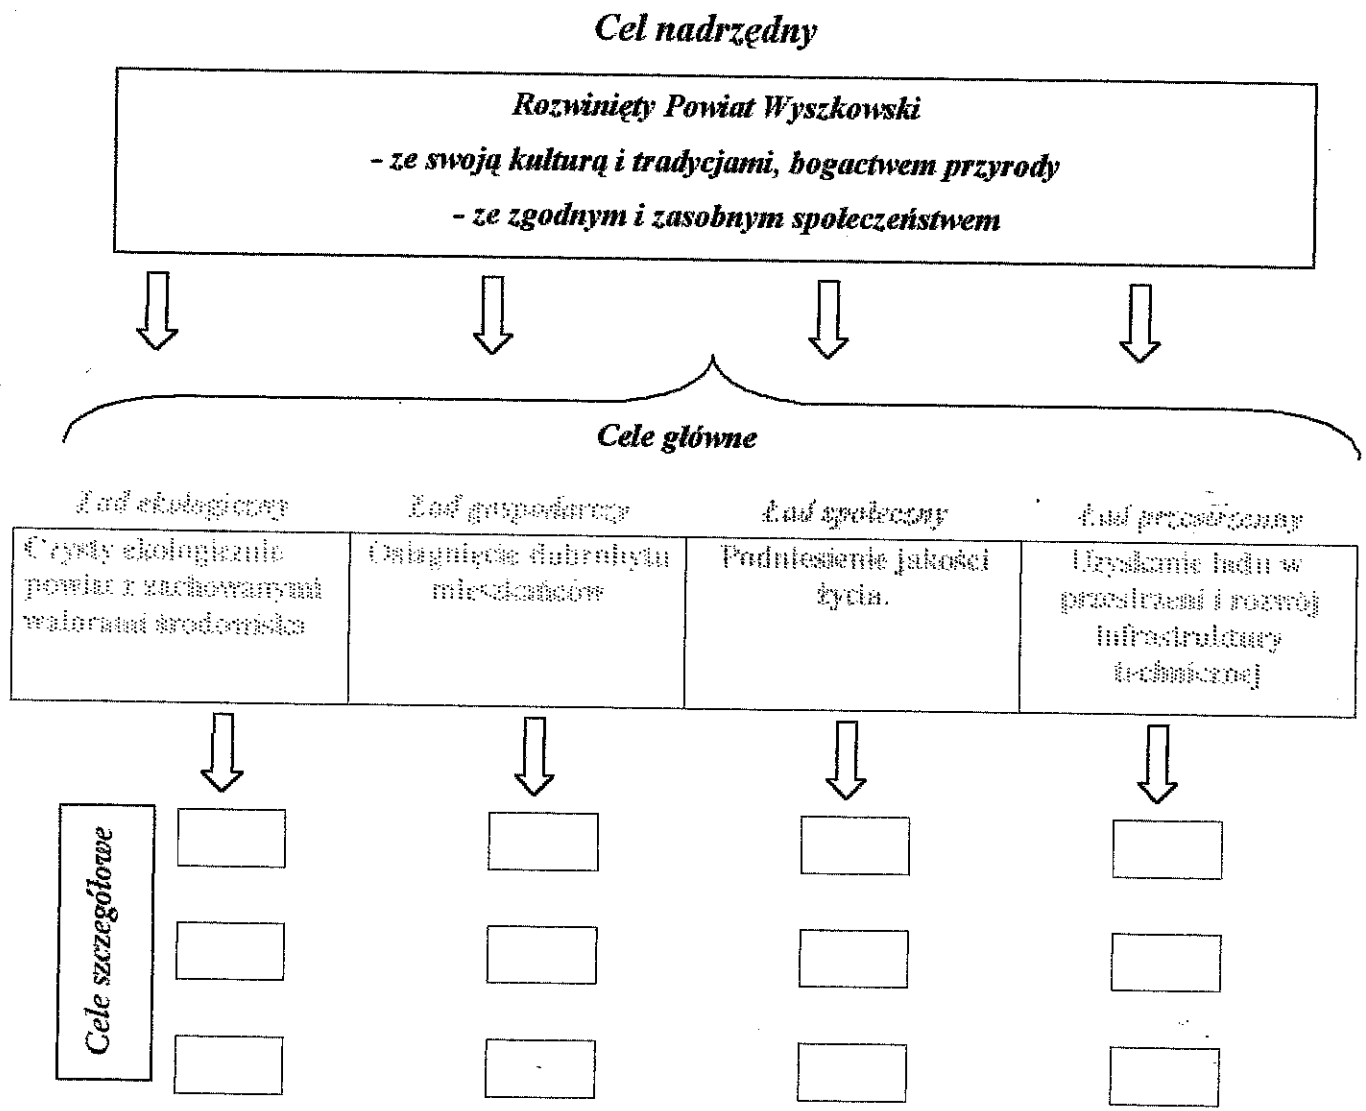 Cel nadrzędny
Rozwinięty Powiat Wyszkowski
- ze swoją kulturą i tradycjami, bogactwem przyrody
- ze zgodnym i zasobnym społeczeństwem
Cele główne
Ład ekologiczny
Ład gospodarczy
Ład społeczny
Ład przestrzenny
Czysty ekologicznie
powiat z zachowanymi
walorami środowiska
Osiągnięcie dobrobytu
mieszkańców
Podniesienie jakości
życia.
Uzyskanie ładu w
przestrzeni i rozwój
infrastruktury
technicznej
Cele szczegółowe